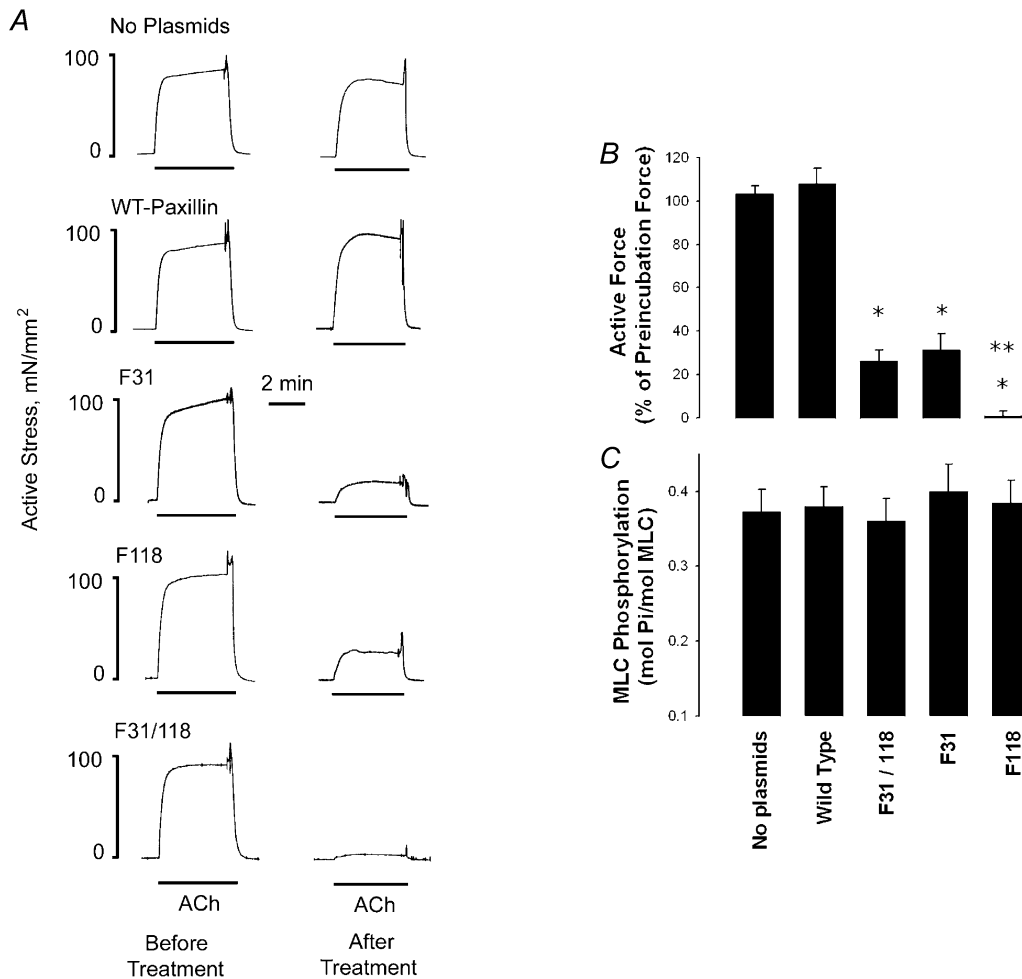 A
No Plasmids
100
0
WT-Paxillin
100
0
F31
2 min
100
0
F118
100
0
F31/118
100
0
Active Stress, mN/mm2
ACh
ACh
Before
Treatment
After
Treatment
B
Active Force
(% of Preincubation Force)
120
100
80
60
40
20
0
*
*
**
*
C
MLC Phosphorylation
(mol Pi/mol MLC)
0.4
0.3
0.2
0.1
No plasmids
Wild Type
F31 / 118
F31
F118